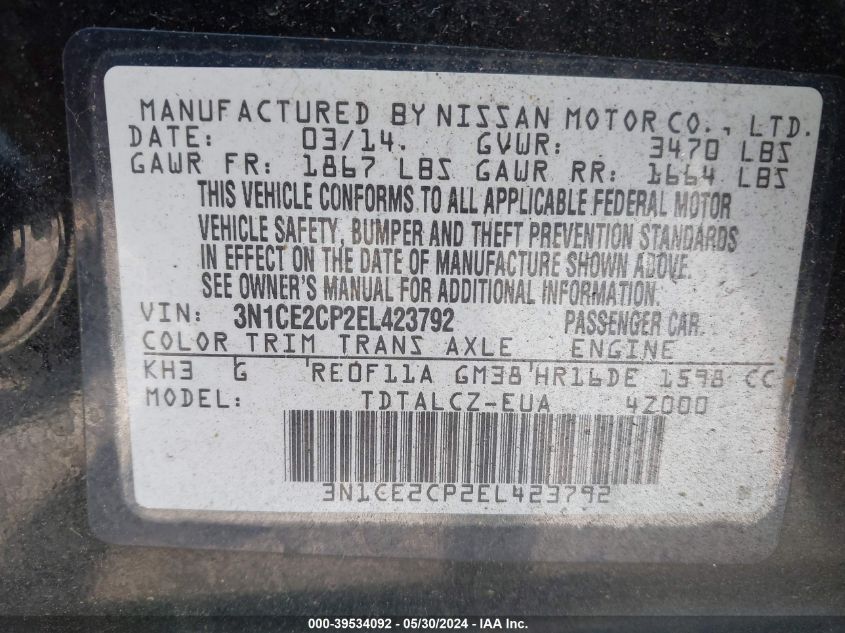 MANUFACTURED BY NISSAN MOTOR CO., LTD.
DATE: 03/14. GVWR: 3470 LBS
GAWR FR: 1867 LBS GAWR RR: 1664 LBS
THIS VEHICLE CONFORMS TO ALL APPLICABLE FEDERAL MOTOR
VEHICLE SAFETY, BUMPER AND THEFT PREVENTION STANDARDS
IN EFFECT ON THE DATE OF MANUFACTURE SHOWN ABOVE.
SEE OWNER'S MANUAL FOR ADDITIONAL INFORMATION.
VIN: 3N1CE2CP2EL423792 PASSENGER CAR.
COLOR TRIM TRANS AXLE ENGINE
KH3 G RE0F11A GM38 HR16DE 1598 CC
MODEL: TDTALCZ-EUA 4Z000
3N1CE2CP2EL423792
000-39534092 - 05/30/2024 - IAA Inc.